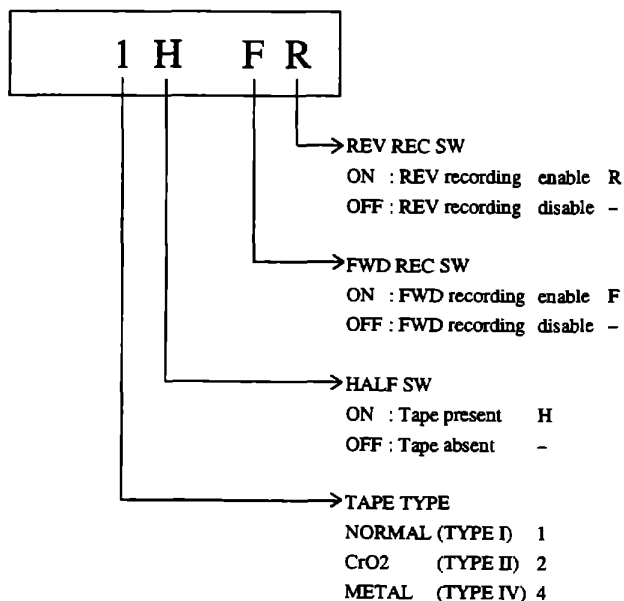 1 H F R
REV REC SW
ON : REV recording enable R
OFF : REV recording disable –
FWD REC SW
ON : FWD recording enable F
OFF : FWD recording disable –
HALF SW
ON : Tape present H
OFF : Tape absent –
TAPE TYPE
NORMAL (TYPE I) 1
CrO2 (TYPE II) 2
METAL (TYPE IV) 4